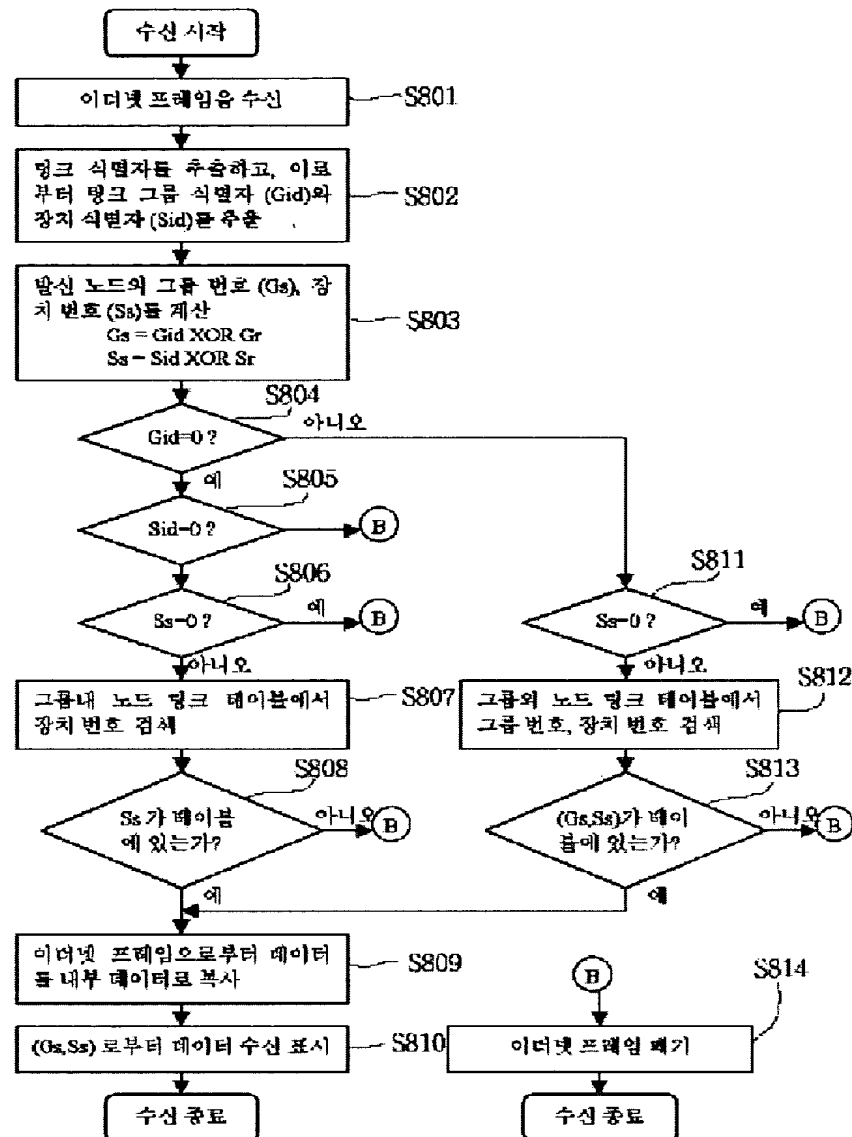 수신 시작
이더넷 프레임을 수신
S801
링크 식별자를 추출하고, 이로
부터 링크 그룹 식별자 (Gid)와
장치 식별자 (Sid)를 추출
S802
발신 노드의 그룹 번호 (Gs), 장
치 번호 (Ss)를 계산
Gs = Gid XOR Gr
Ss = Sid XOR Sr
S803
S804
Gid=0 ?
아니오
예
S805
Sid=0 ?
B
S806
Ss=0 ?
예
B
아니오
S811
Ss=0 ?
예
B
아니오
그룹내 노드 링크 테이블에서
장치 번호 검색
S807
그룹외 노드 링크 테이블에서
그룹 번호, 장치 번호 검색
S812
S808
Ss 가 테이블
에 있는가?
아니오
B
예
S813
(Gs,Ss)가 테이
블에 있는가?
아니오
B
예
이더넷 프레임으로부터 데이터
를 내부 데이터로 복사
S809
B
S814
(Gs,Ss) 로부터 데이터 수신 표시
S810
이더넷 프레임 폐기
수신 종료
수신 종료